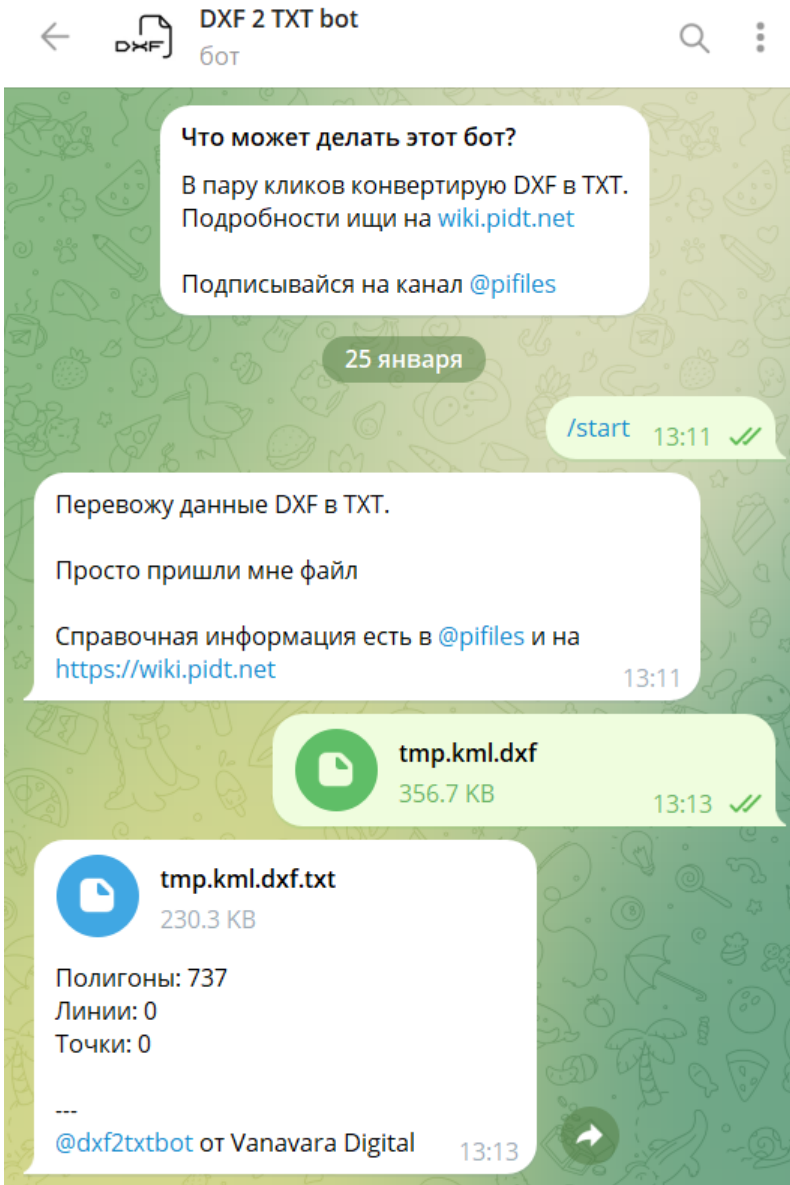 DXF 2 TXT bot
DXF
бот
Что может делать этот бот?
В пару кликов конвертирую DXF в TXT.
Подробности ищи на wiki.pidt.net
Подписывайся на канал @pifiles
25 января
/start 13:11
Перевожу данные DXF в TXT.
Просто пришли мне файл
Справочная информация есть в @pifiles и на
https://wiki.pidt.net 13:11
tmp.kml.dxf
356.7 KB 13:13
tmp.kml.dxf.txt
230.3 KB
Полигоны: 737
Линии: 0
Точки: 0
---
@dxf2txtbot от Vanavara Digital 13:13